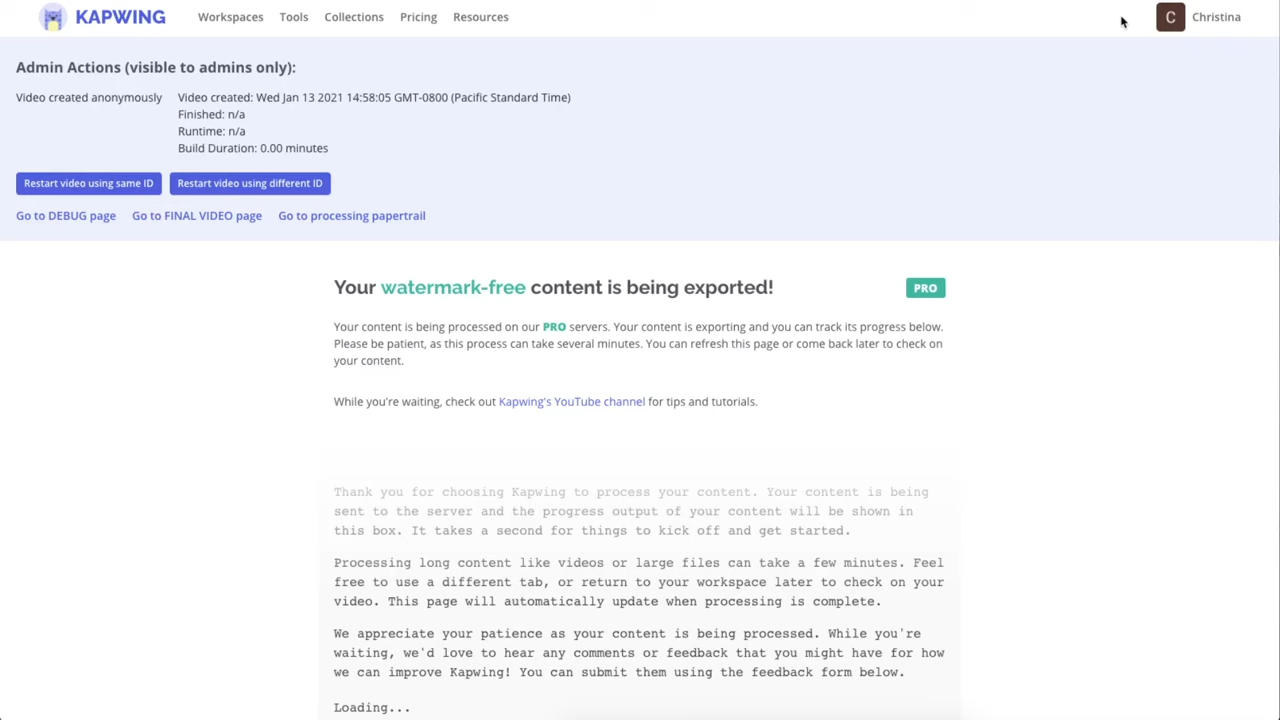 KAPWING Workspaces Tools Collections Pricing Resources C Christina
Admin Actions (visible to admins only):
Video created anonymously Video created: Wed Jan 13 2021 14:58:05 GMT-0800 (Pacific Standard Time)
Finished: n/a
Runtime: n/a
Build Duration: 0.00 minutes
Restart video using same ID Restart video using different ID
Go to DEBUG page Go to FINAL VIDEO page Go to processing papertrail
Your watermark-free content is being exported! PRO
Your content is being processed on our PRO servers. Your content is exporting and you can track its progress below.
Please be patient, as this process can take several minutes. You can refresh this page or come back later to check on
your content.
While you're waiting, check out Kapwing's YouTube channel for tips and tutorials.
Thank you for choosing Kapwing to process your content. Your content is being
sent to the server and the progress output of your content will be shown in
this box. It takes a second for things to kick off and get started.
Processing long content like videos or large files can take a few minutes. Feel
free to use a different tab, or return to your workspace later to check on your
video. This page will automatically update when processing is complete.
We appreciate your patience as your content is being processed. While you're
waiting, we'd love to hear any comments or feedback that you might have for how
we can improve Kapwing! You can submit them using the feedback form below.
Loading...